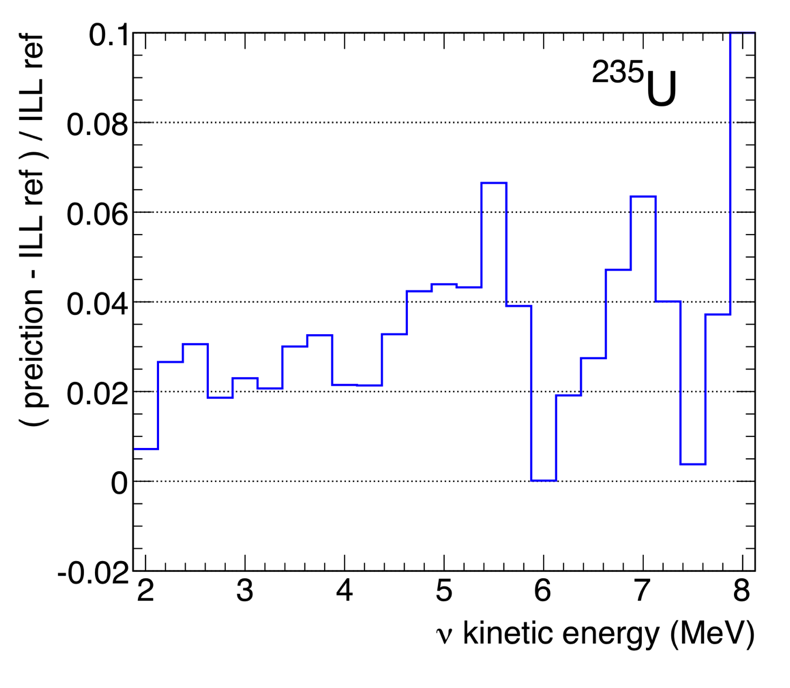 ( preiction - ILL ref ) / ILL ref
0.1
0.08
0.06
0.04
0.02
0
-0.02
²³⁵U
2 3 4 5 6 7 8
ν kinetic energy (MeV)